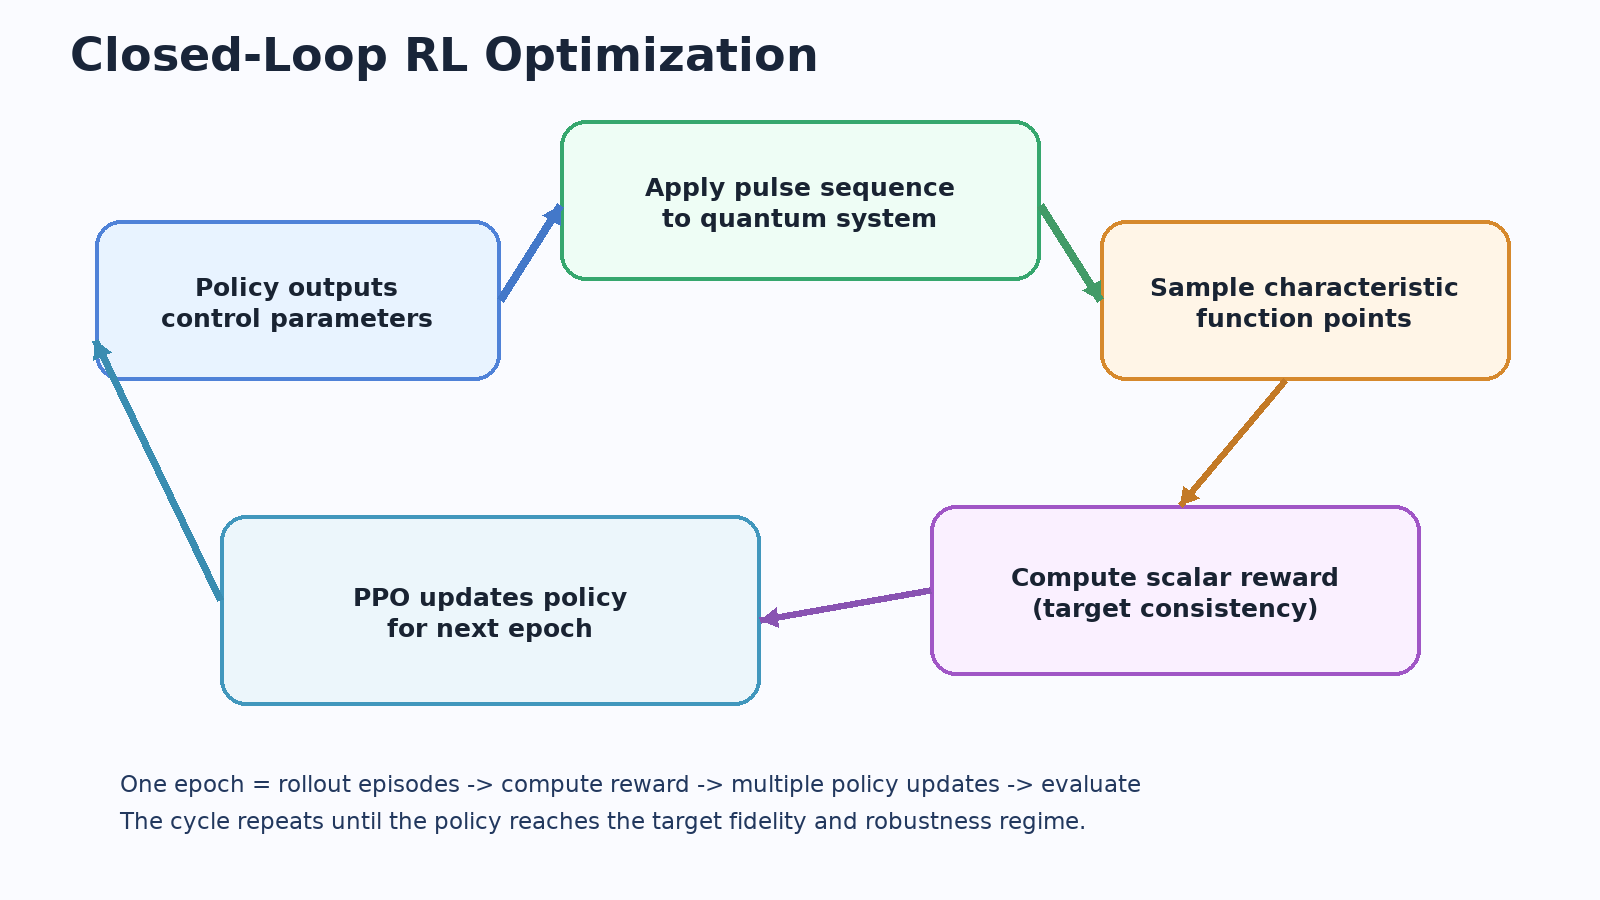 Closed-Loop RL Optimization
Apply pulse sequence
to quantum system
Policy outputs
control parameters
Sample characteristic
function points
Compute scalar reward
(target consistency)
PPO updates policy
for next epoch
One epoch = rollout episodes -> compute reward -> multiple policy updates -> evaluate
The cycle repeats until the policy reaches the target fidelity and robustness regime.